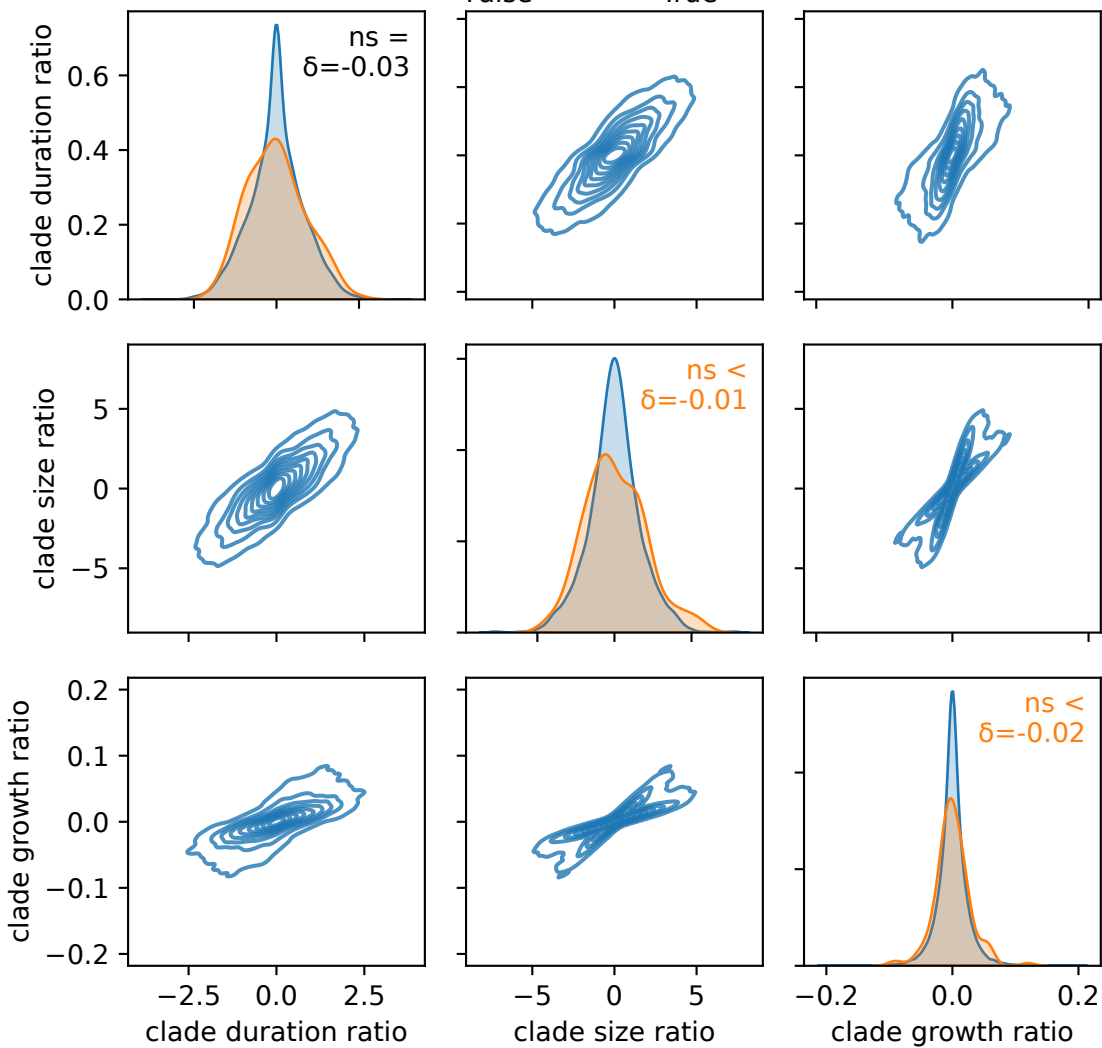 clade duration ratio
0.6
0.4
0.2
0.0
ns =
δ=-0.03
clade size ratio
5
0
−5
ns <
δ=-0.01
clade growth ratio
0.2
0.1
0.0
−0.1
−0.2
ns <
δ=-0.02
−2.5 0.0 2.5
−5 0 5
−0.2 0.0 0.2
clade duration ratio
clade size ratio
clade growth ratio